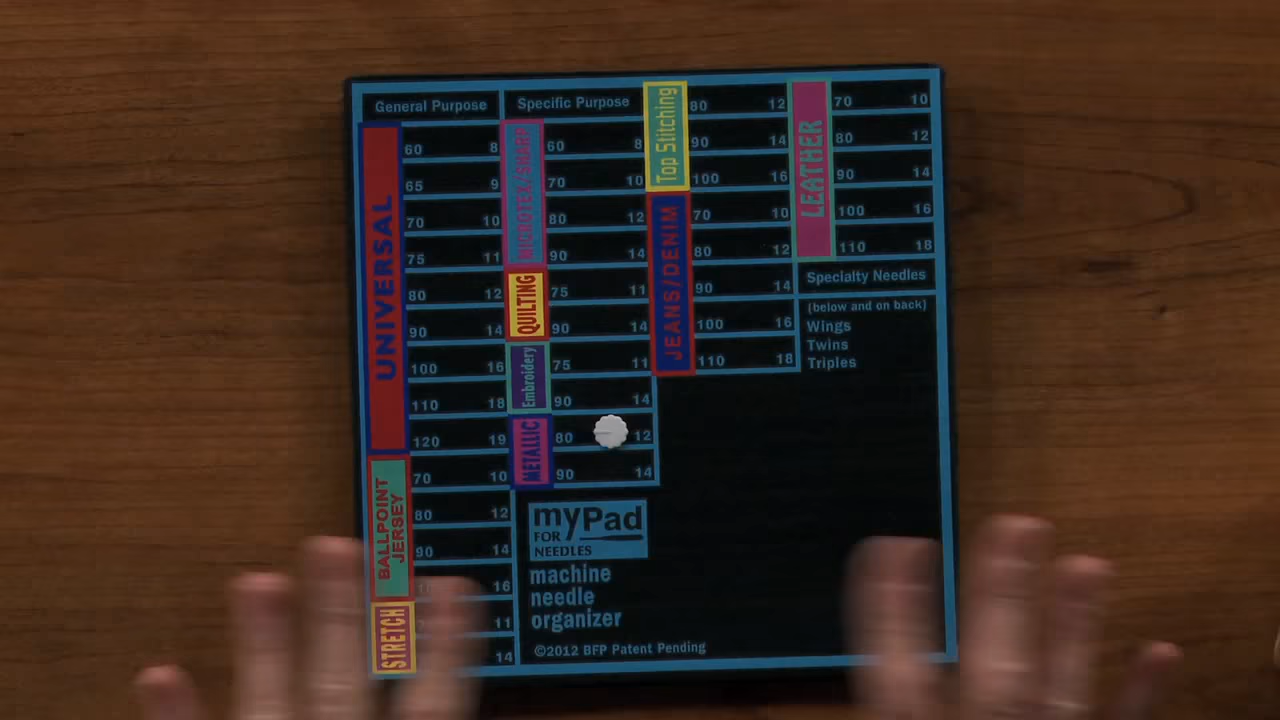 General Purpose
UNIVERSAL
60 8
65 9
70 10
75 11
80 12
90 14
100 16
110 18
120 19
BALLPOINT
JERSEY
70 10
80 12
90 14
16
STRETCH
11
14
Specific Purpose
MICROTEX/SHARP
60 8
70 10
80 12
90 14
QUILTING
75 11
90 14
Embroidery
75 11
90 14
METALLIC
80 12
90 14
Top Stitching
80 12
90 14
100 16
JEANS/DENIM
70 10
80 12
90 14
100 16
110 18
LEATHER
70 10
80 12
90 14
100 16
110 18
Specialty Needles
(below and on back)
Wings
Twins
Triples
myPad
FOR
NEEDLES
machine
needle
organizer
©2012 BFP Patent Pending